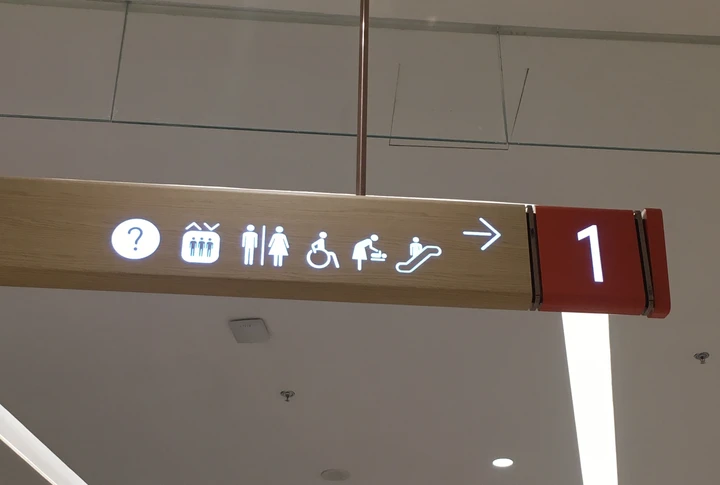 ?
→ 1